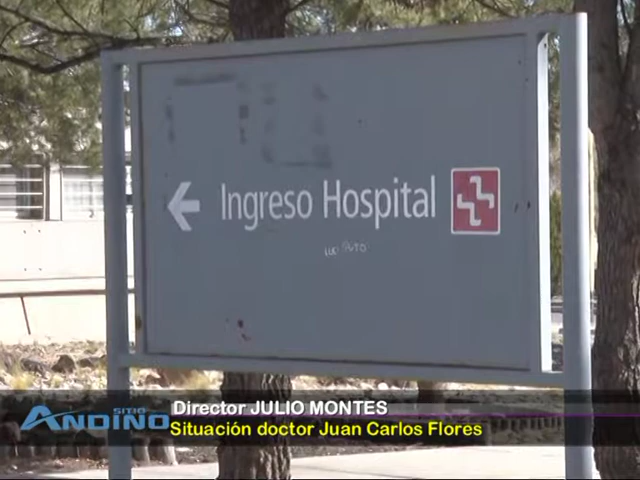 Ingreso Hospital
SITIO
ANDINO
Director JULIO MONTES
Situación doctor Juan Carlos Flores